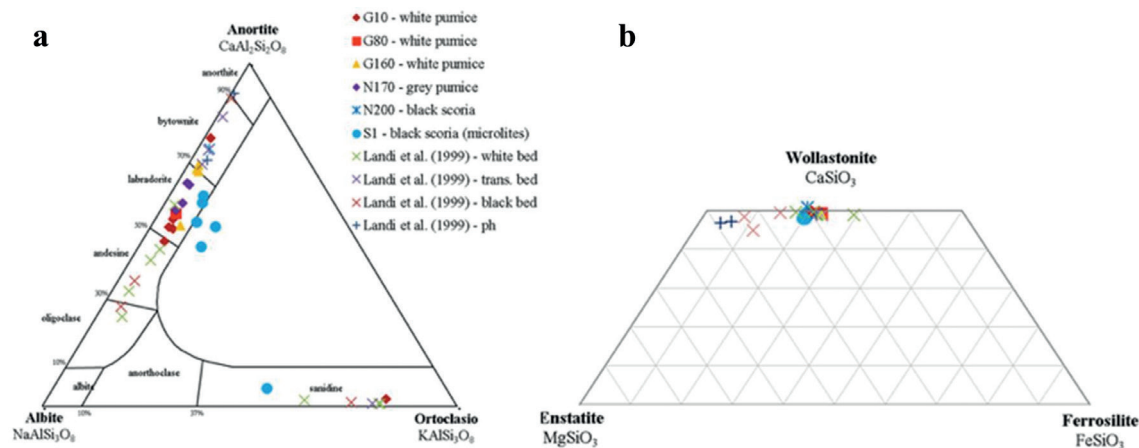 a
Anortite
CaAl₂Si₂O₈
anorthite
90%
bytownite
70%
labradorite
50%
andesine
30%
oligoclase
10%
albite
anorthoclase
sanidine
Albite
NaAlSi₃O₈
10%
37%
Ortoclasio
KAlSi₃O₈
G10 - white pumice
G80 - white pumice
G160 - white pumice
N170 - grey pumice
N200 - black scoria
S1 - black scoria (microlites)
Landi et al. (1999) - white bed
Landi et al. (1999) - trans. bed
Landi et al. (1999) - black bed
Landi et al. (1999) - ph
b
Wollastonite
CaSiO₃
Enstatite
MgSiO₃
Ferrosilite
FeSiO₃